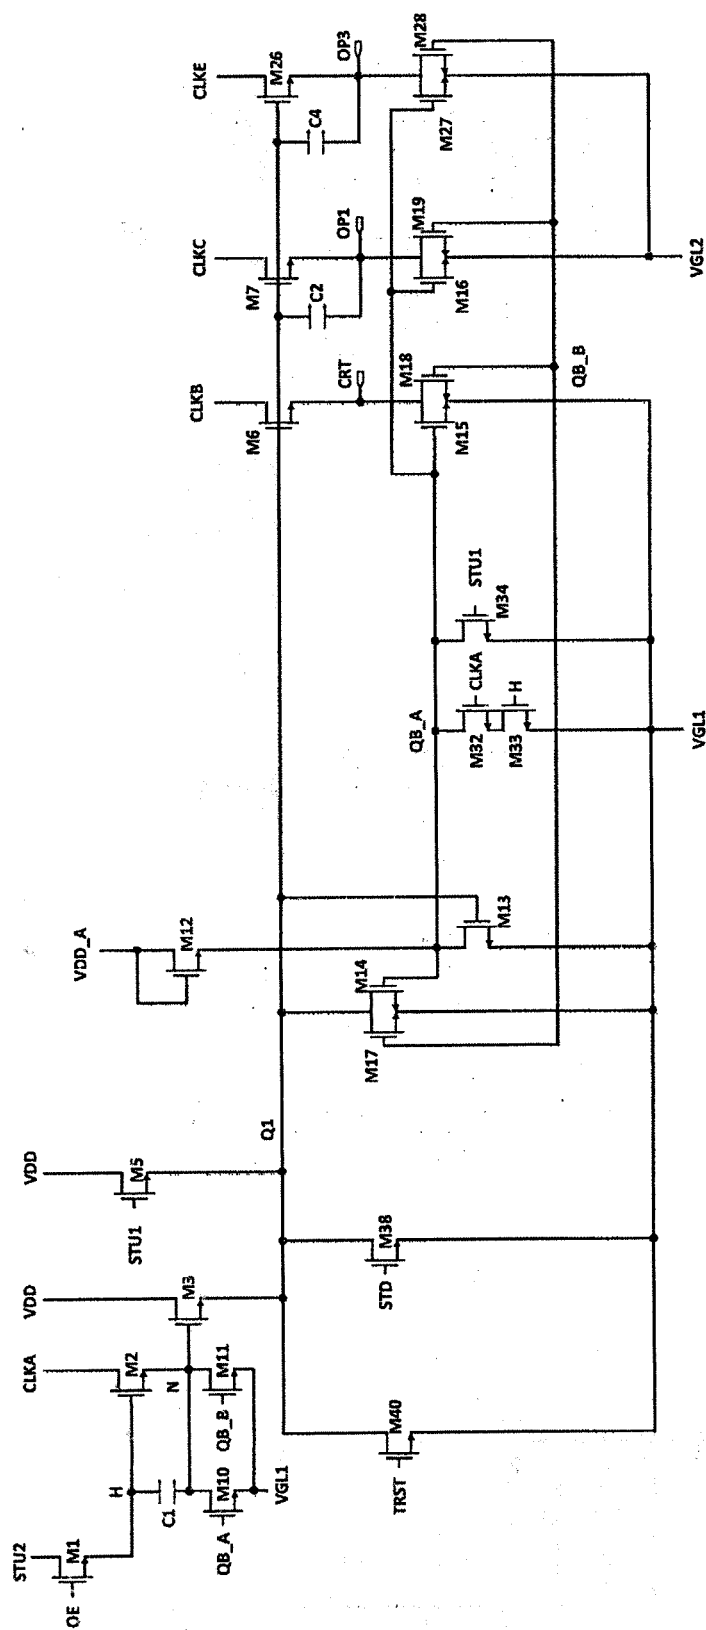 CLKE
M26
OP3
M28
C4
M27
CLKC
M7
OP1
M19
C2
M16
VGL2
CLKB
M6
CRT
M18
M15
QB_B
STU1
M34
CLKA
H
QB_A
M32
M33
VGL1
VDD_A
M12
M13
M14
M17
Q1
VDD
M5
STU1
M38
STD
VDD
M3
CLKA
M2
N
M11
QB_B
M40
TRST
H
C1
M10
VGL1
QB_A
STU2
M1
OE